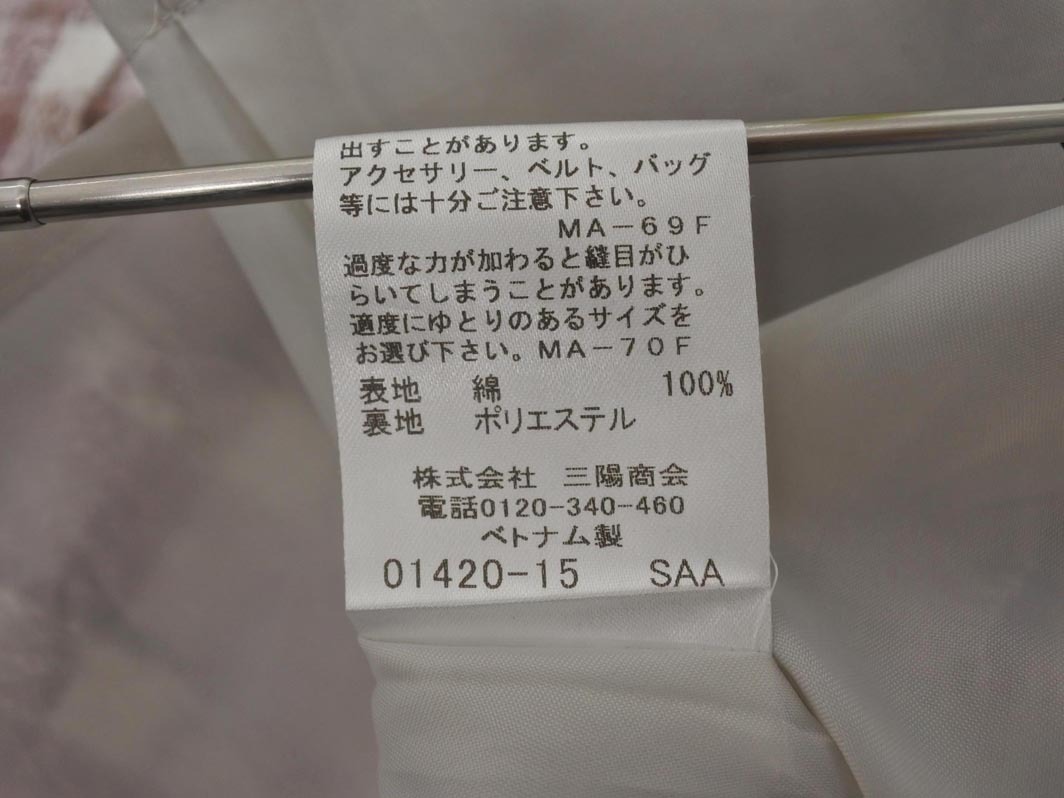 出すことがあります。
アクセサリー、ベルト、バッグ
等には十分ご注意下さい。
MA-69F
過度な力が加わると縫目がひ
らいてしまうことがあります。
適度にゆとりのあるサイズを
お選び下さい。MA-70F
表地 綿 100%
裏地 ポリエステル
株式会社 三陽商会
電話0120-340-460
ベトナム製
01420-15 SAA